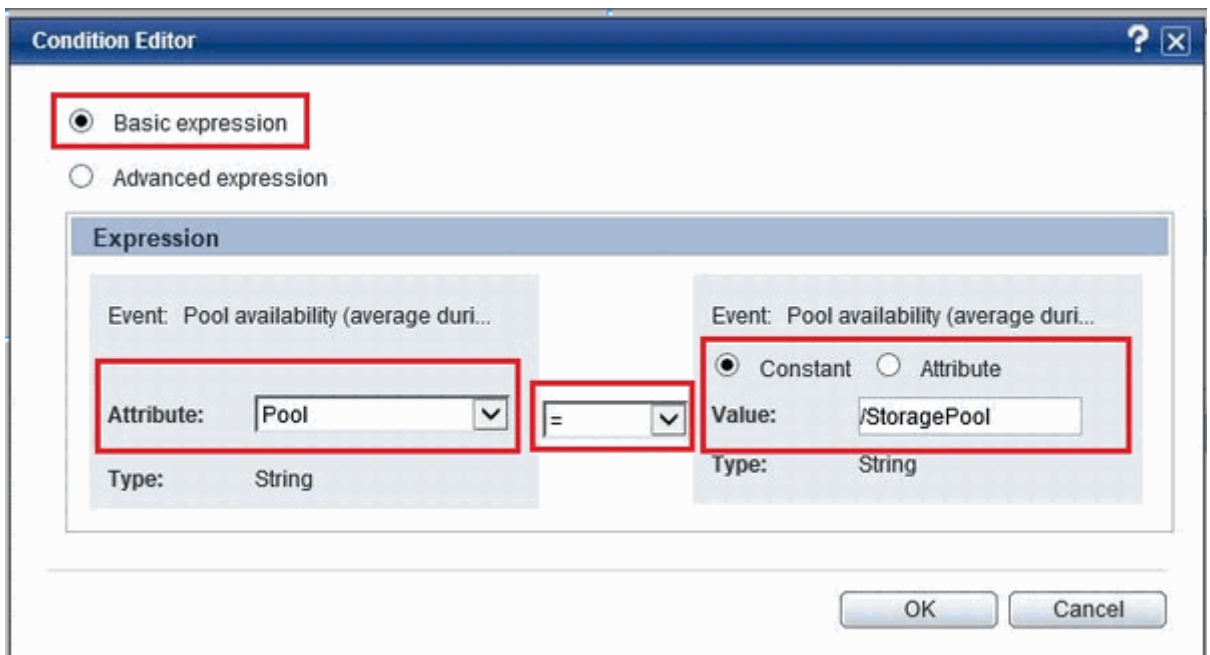 Condition Editor ?
Basic expression
Advanced expression
Expression
Event: Pool availability (average duri...
Attribute: Pool
Type: String
=
Event: Pool availability (average duri...
Constant Attribute
Value: /StoragePool
Type: String
OK Cancel